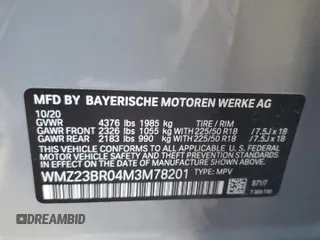 MFD BY BAYERISCHE MOTOREN WERKE AG
10/20
GVWR 4376 lbs 1985 kg TIRE / RIM
GAWR FRONT 2326 lbs 1055 kg WITH 225/50 R18 /7.5J x 18
GAWR REAR 2183 lbs 990 kg WITH 225/50 R18 /7.5J x 18
THIS VEHICLE CONFORMS TO ALL APPLICABLE
FEDERAL MOTOR VEHICLE SAFETY, BUMPER AND
THEFT PREVENTION STANDARDS IN EFFECT ON
THE DATE OF MANUFACTURE SHOWN ABOVE.
WMZ23BR04M3M78201 TYPE: MPV
DREAMBID